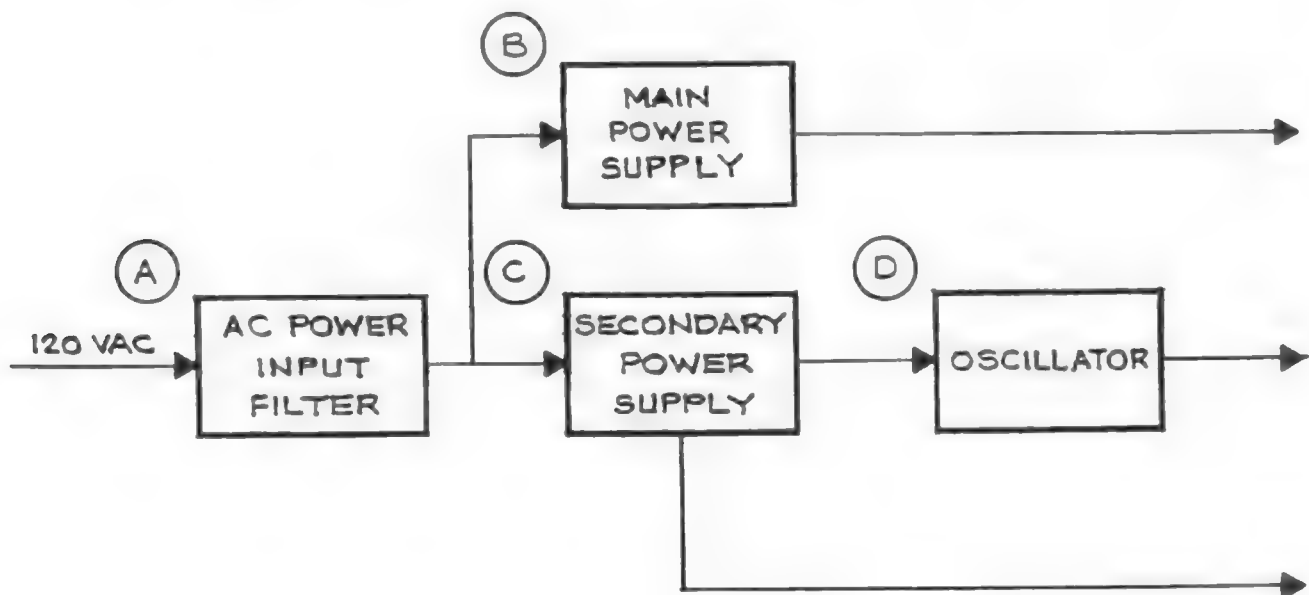 B
MAIN
POWER
SUPPLY
A
120 VAC
AC POWER
INPUT
FILTER
C
SECONDARY
POWER
SUPPLY
D
OSCILLATOR